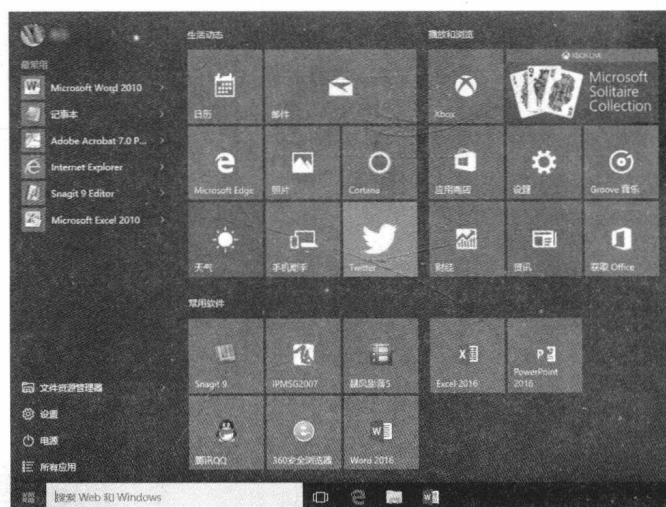 生活动态
播放和浏览
最常用
Microsoft Word 2010
记事本
Adobe Acrobat 7.0 P...
Internet Explorer
Snagit 9 Editor
Microsoft Excel 2010
文件资源管理器
设置
电源
所有应用
日历
邮件
Microsoft Edge
照片
Cortana
天气
手机助手
Twitter
Xbox
XBOX LIVE
Microsoft
Solitaire
Collection
应用商店
设置
Groove 音乐
财经
资讯
获取 Office
常用软件
Snagit 9
IPMSG2007
暴风影音5
Excel 2016
PowerPoint
2016
腾讯QQ
360安全浏览器
Word 2016
搜索 Web 和 Windows